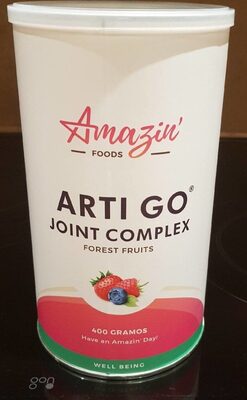 Amazin'
FOODS
ARTI GO®
JOINT COMPLEX
FOREST FRUITS
400 GRAMOS
Have an Amazin' Day!
WELL BEING